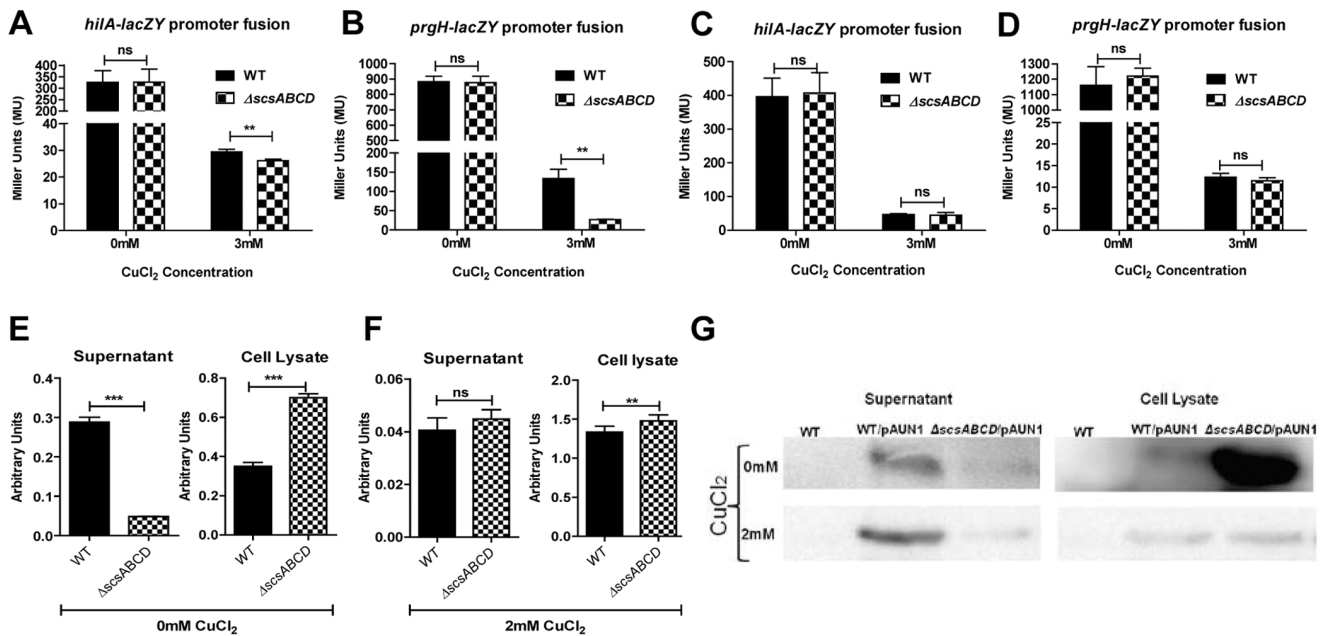 A
hilA-lacZY promoter fusion
ns
WT
ΔscsABCD
Miller Units (MU)
400
350
300
250
200
40
30
20
10
0
**
0mM
3mM
CuCl2 Concentration
B
prgH-lacZY promoter fusion
ns
WT
ΔscsABCD
Miller Units (MU)
1000
900
800
700
600
500
400
200
150
100
50
0
**
0mM
3mM
CuCl2 Concentration
C
hilA-lacZY promoter fusion
ns
WT
ΔscsABCD
Miller Units (MU)
600
400
200
0
ns
0mM
3mM
CuCl2 Concentration
D
prgH-lacZY promoter fusion
ns
WT
ΔscsABCD
Miller Units (MU)
1300
1200
1100
1000
25
20
15
10
5
0
ns
0mM
3mM
CuCl2 Concentration
E
Supernatant
***
Arbitrary Units
0.4
0.3
0.2
0.1
0.0
WT
ΔscsABCD
Cell Lysate
***
Arbitrary Units
0.8
0.6
0.4
0.2
0.0
WT
ΔscsABCD
0mM CuCl2
F
Supernatant
ns
Arbitrary Units
0.06
0.04
0.02
0.00
WT
ΔscsABCD
Cell lysate
**
Arbitrary Units
2.0
1.5
1.0
0.5
0.0
WT
ΔscsABCD
2mM CuCl2
G
Supernatant
Cell Lysate
WT WT/pAUN1 ΔscsABCD/pAUN1
WT WT/pAUN1 ΔscsABCD/pAUN1
CuCl2
0mM
2mM